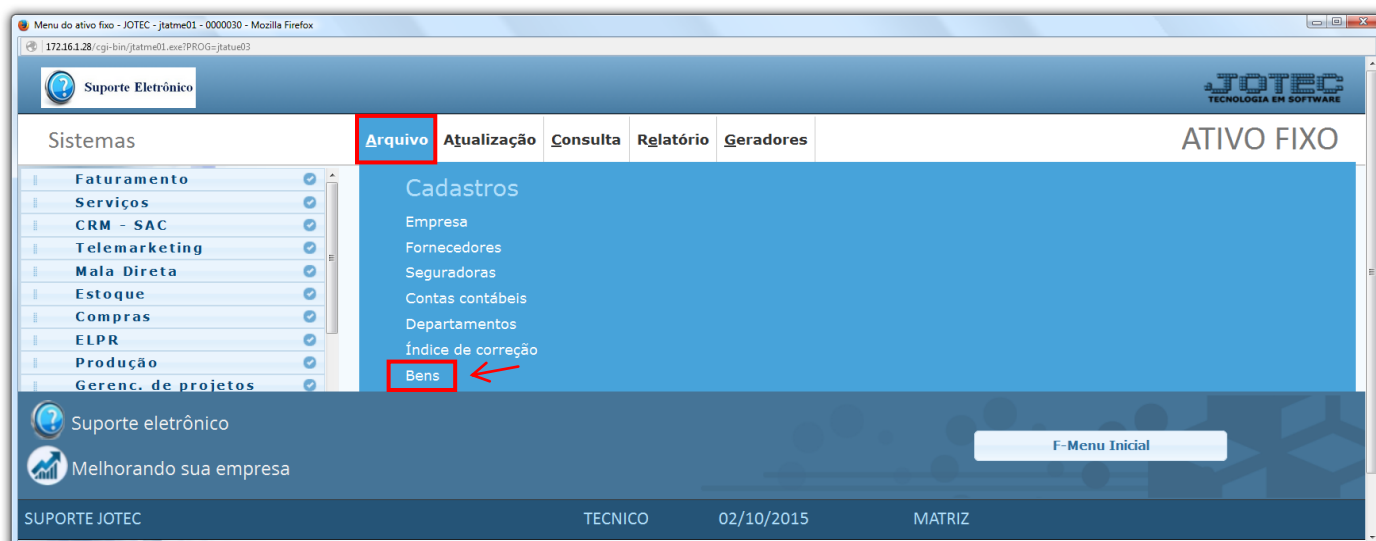 Menu do ativo fixo - JOTEC - jtatme01 - 0000030 - Mozilla Firefox
172.16.1.28/cgi-bin/jtatme01.exe?PROG=jtatue03
Suporte Eletrônico
JOTEC
TECNOLOGIA EM SOFTWARE
Sistemas
Arquivo Atualização Consulta Relatório Geradores
ATIVO FIXO
Faturamento
Serviços
CRM - SAC
Telemarketing
Mala Direta
Estoque
Compras
ELPR
Produção
Gerenc. de projetos
Cadastros
Empresa
Fornecedores
Seguradoras
Contas contábeis
Departamentos
Índice de correção
Bens
Suporte eletrônico
Melhorando sua empresa
F-Menu Inicial
SUPORTE JOTEC TECNICO 02/10/2015 MATRIZ